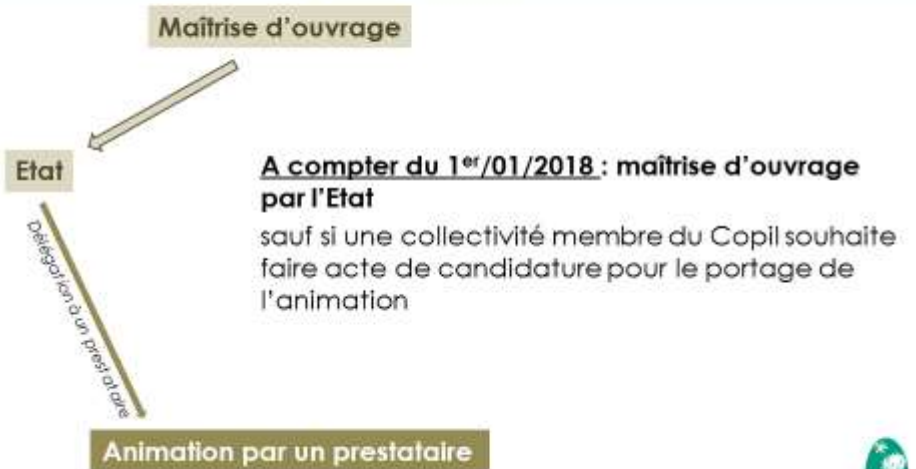 Maîtrise d'ouvrage
Etat
A compter du 1er/01/2018 : maîtrise d'ouvrage
par l'Etat
sauf si une collectivité membre du Copil souhaite
faire acte de candidature pour le portage de
l'animation
Délégation à un prestataire
Animation par un prestataire